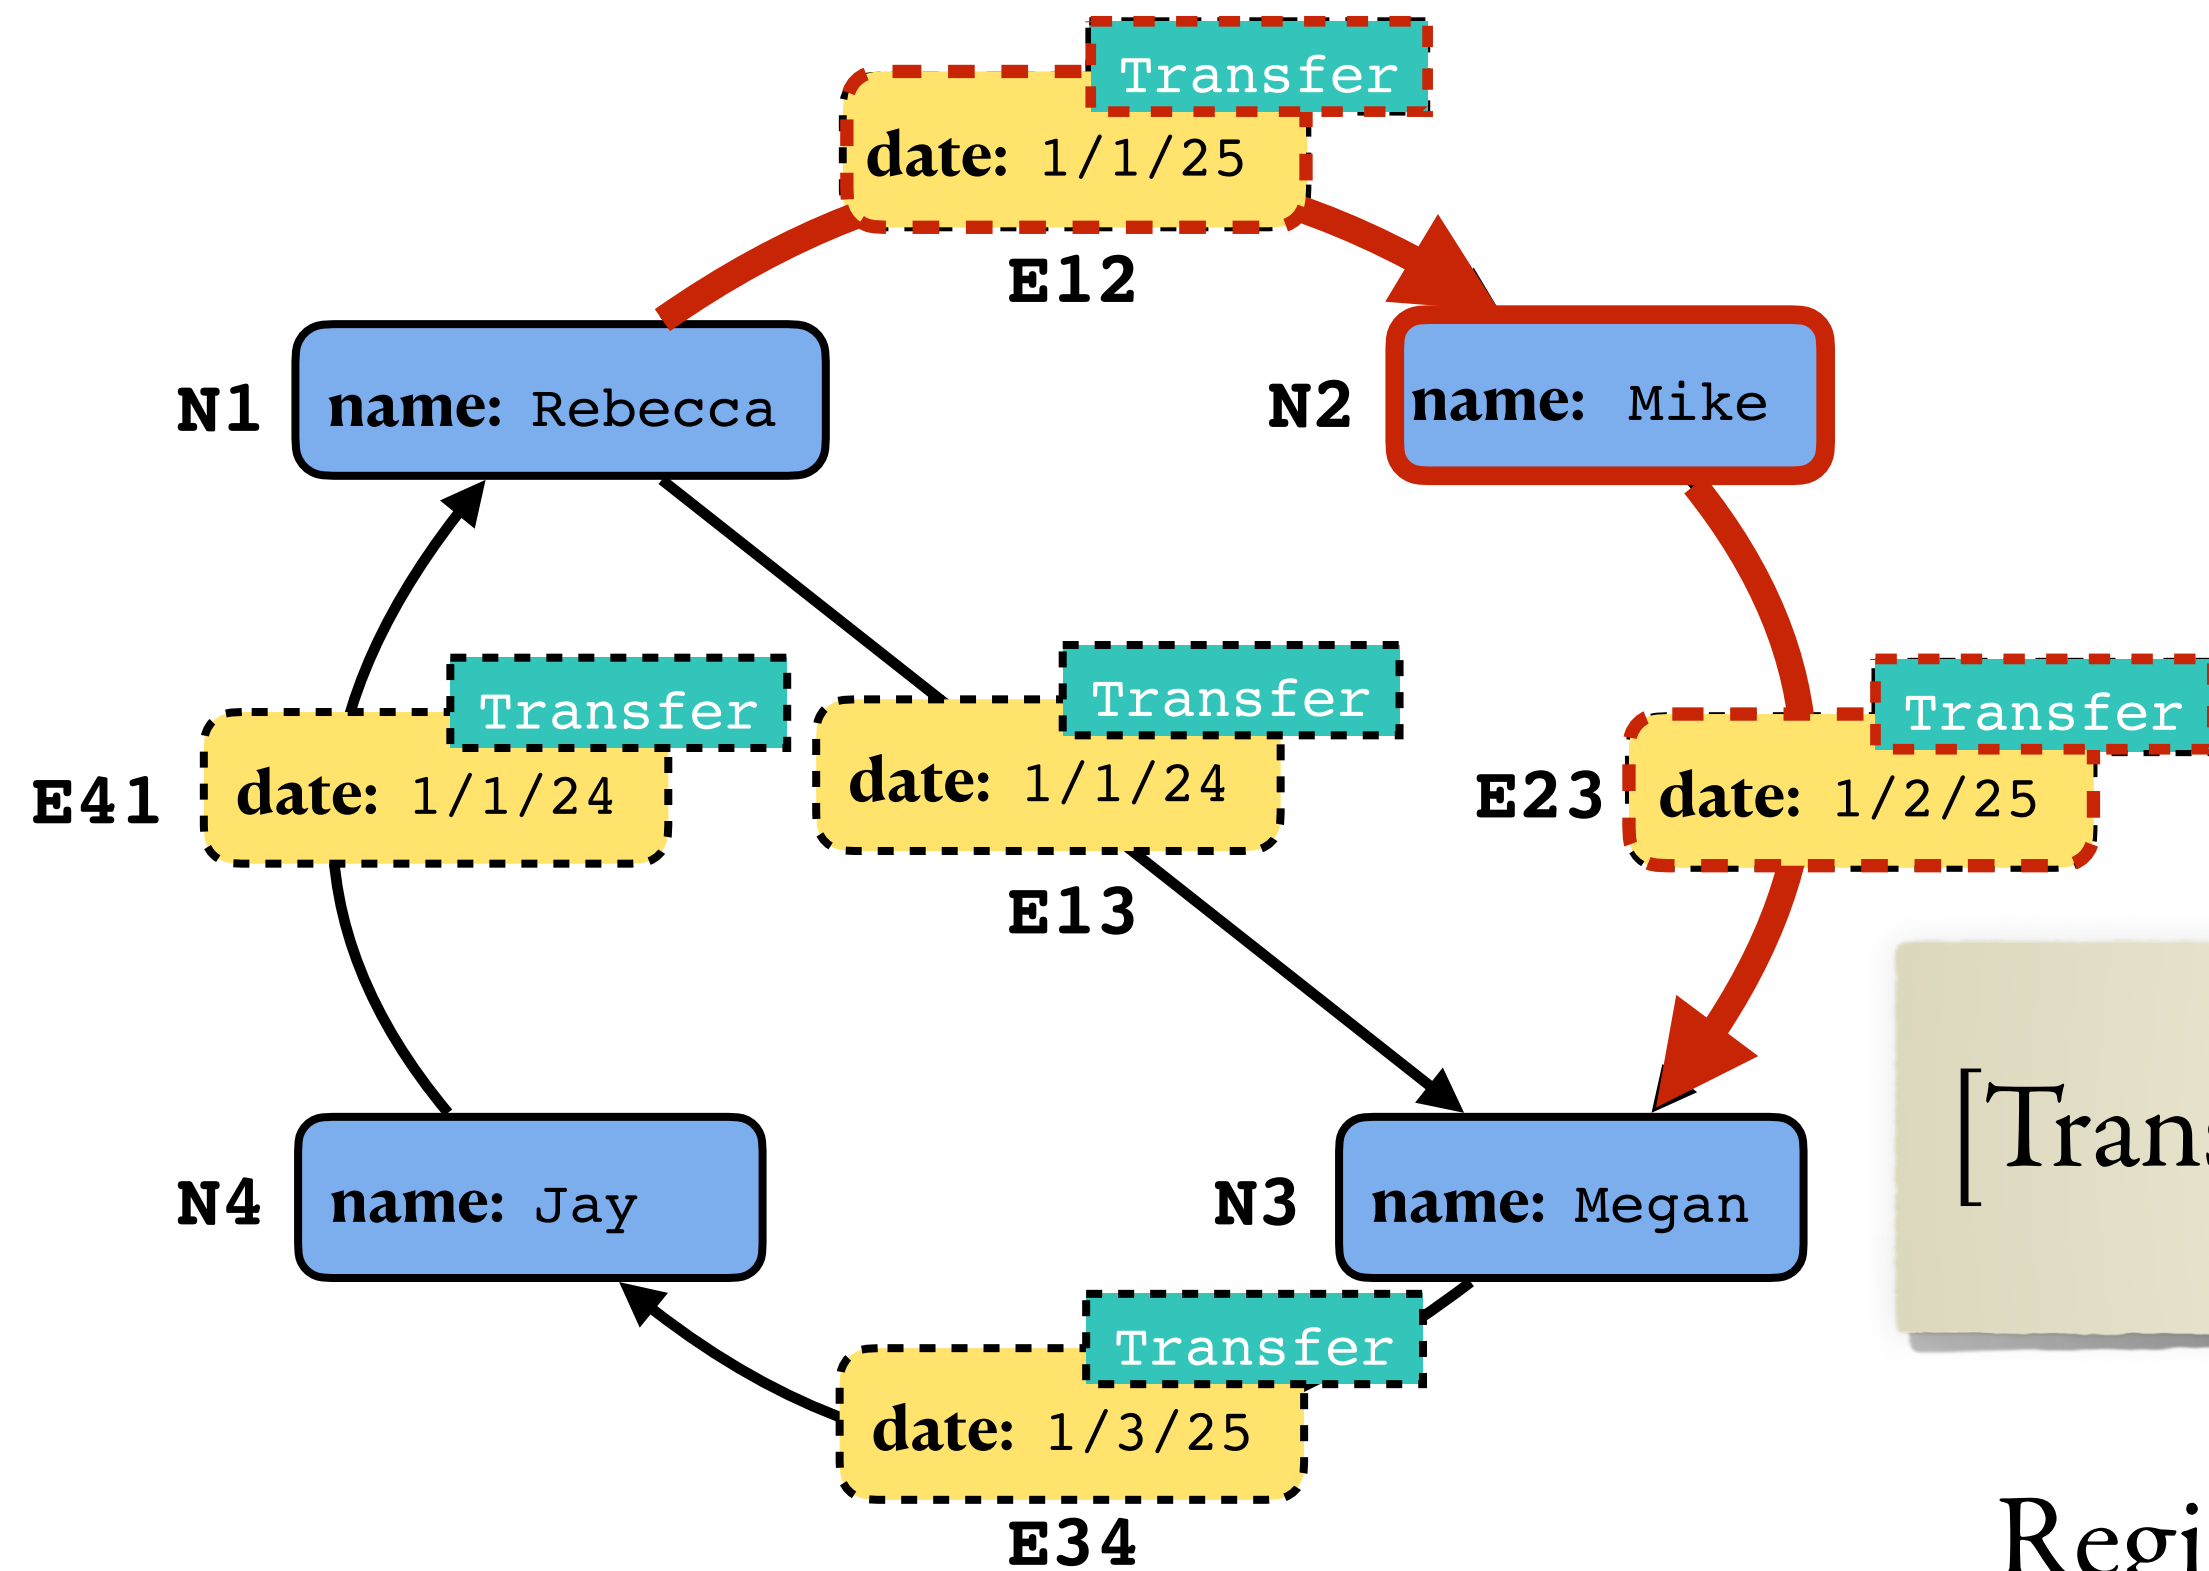 Transfer
date: 1/1/25
E12
N1
name: Rebecca
N2
name: Mike
Transfer
Transfer
Transfer
E41
date: 1/1/24
date: 1/1/24
E23
date: 1/2/25
E13
[Trans
N4
name: Jay
N3
name: Megan
Transfer
date: 1/3/25
E34
Regi